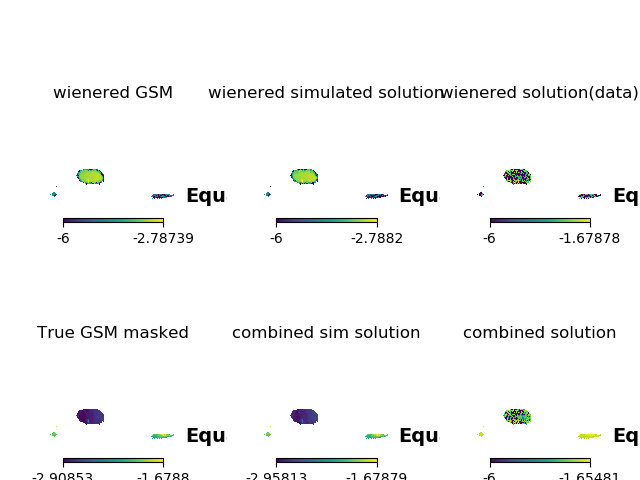 wienered GSM wienered simulated solution wienered solution(data)
Equ Equ Eq
-6 -2.78739 -6 -2.7882 -6 -1.67878
True GSM masked combined sim solution combined solution
Equ Equ Eq
-2.90853 -1.6788 -2.95813 -1.67879 -6 -1.65481